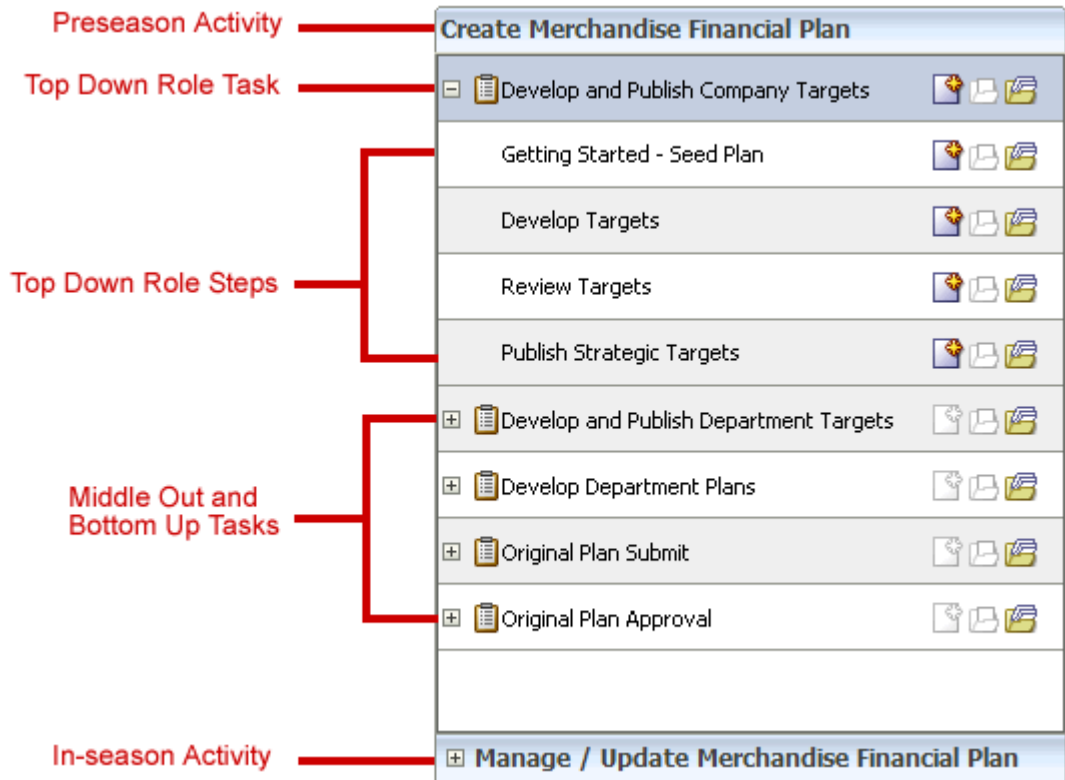 Preseason Activity
Create Merchandise Financial Plan
Top Down Role Task
Develop and Publish Company Targets
Getting Started - Seed Plan
Develop Targets
Top Down Role Steps
Review Targets
Publish Strategic Targets
Develop and Publish Department Targets
Middle Out and
Bottom Up Tasks
Develop Department Plans
Original Plan Submit
Original Plan Approval
In-season Activity
Manage / Update Merchandise Financial Plan